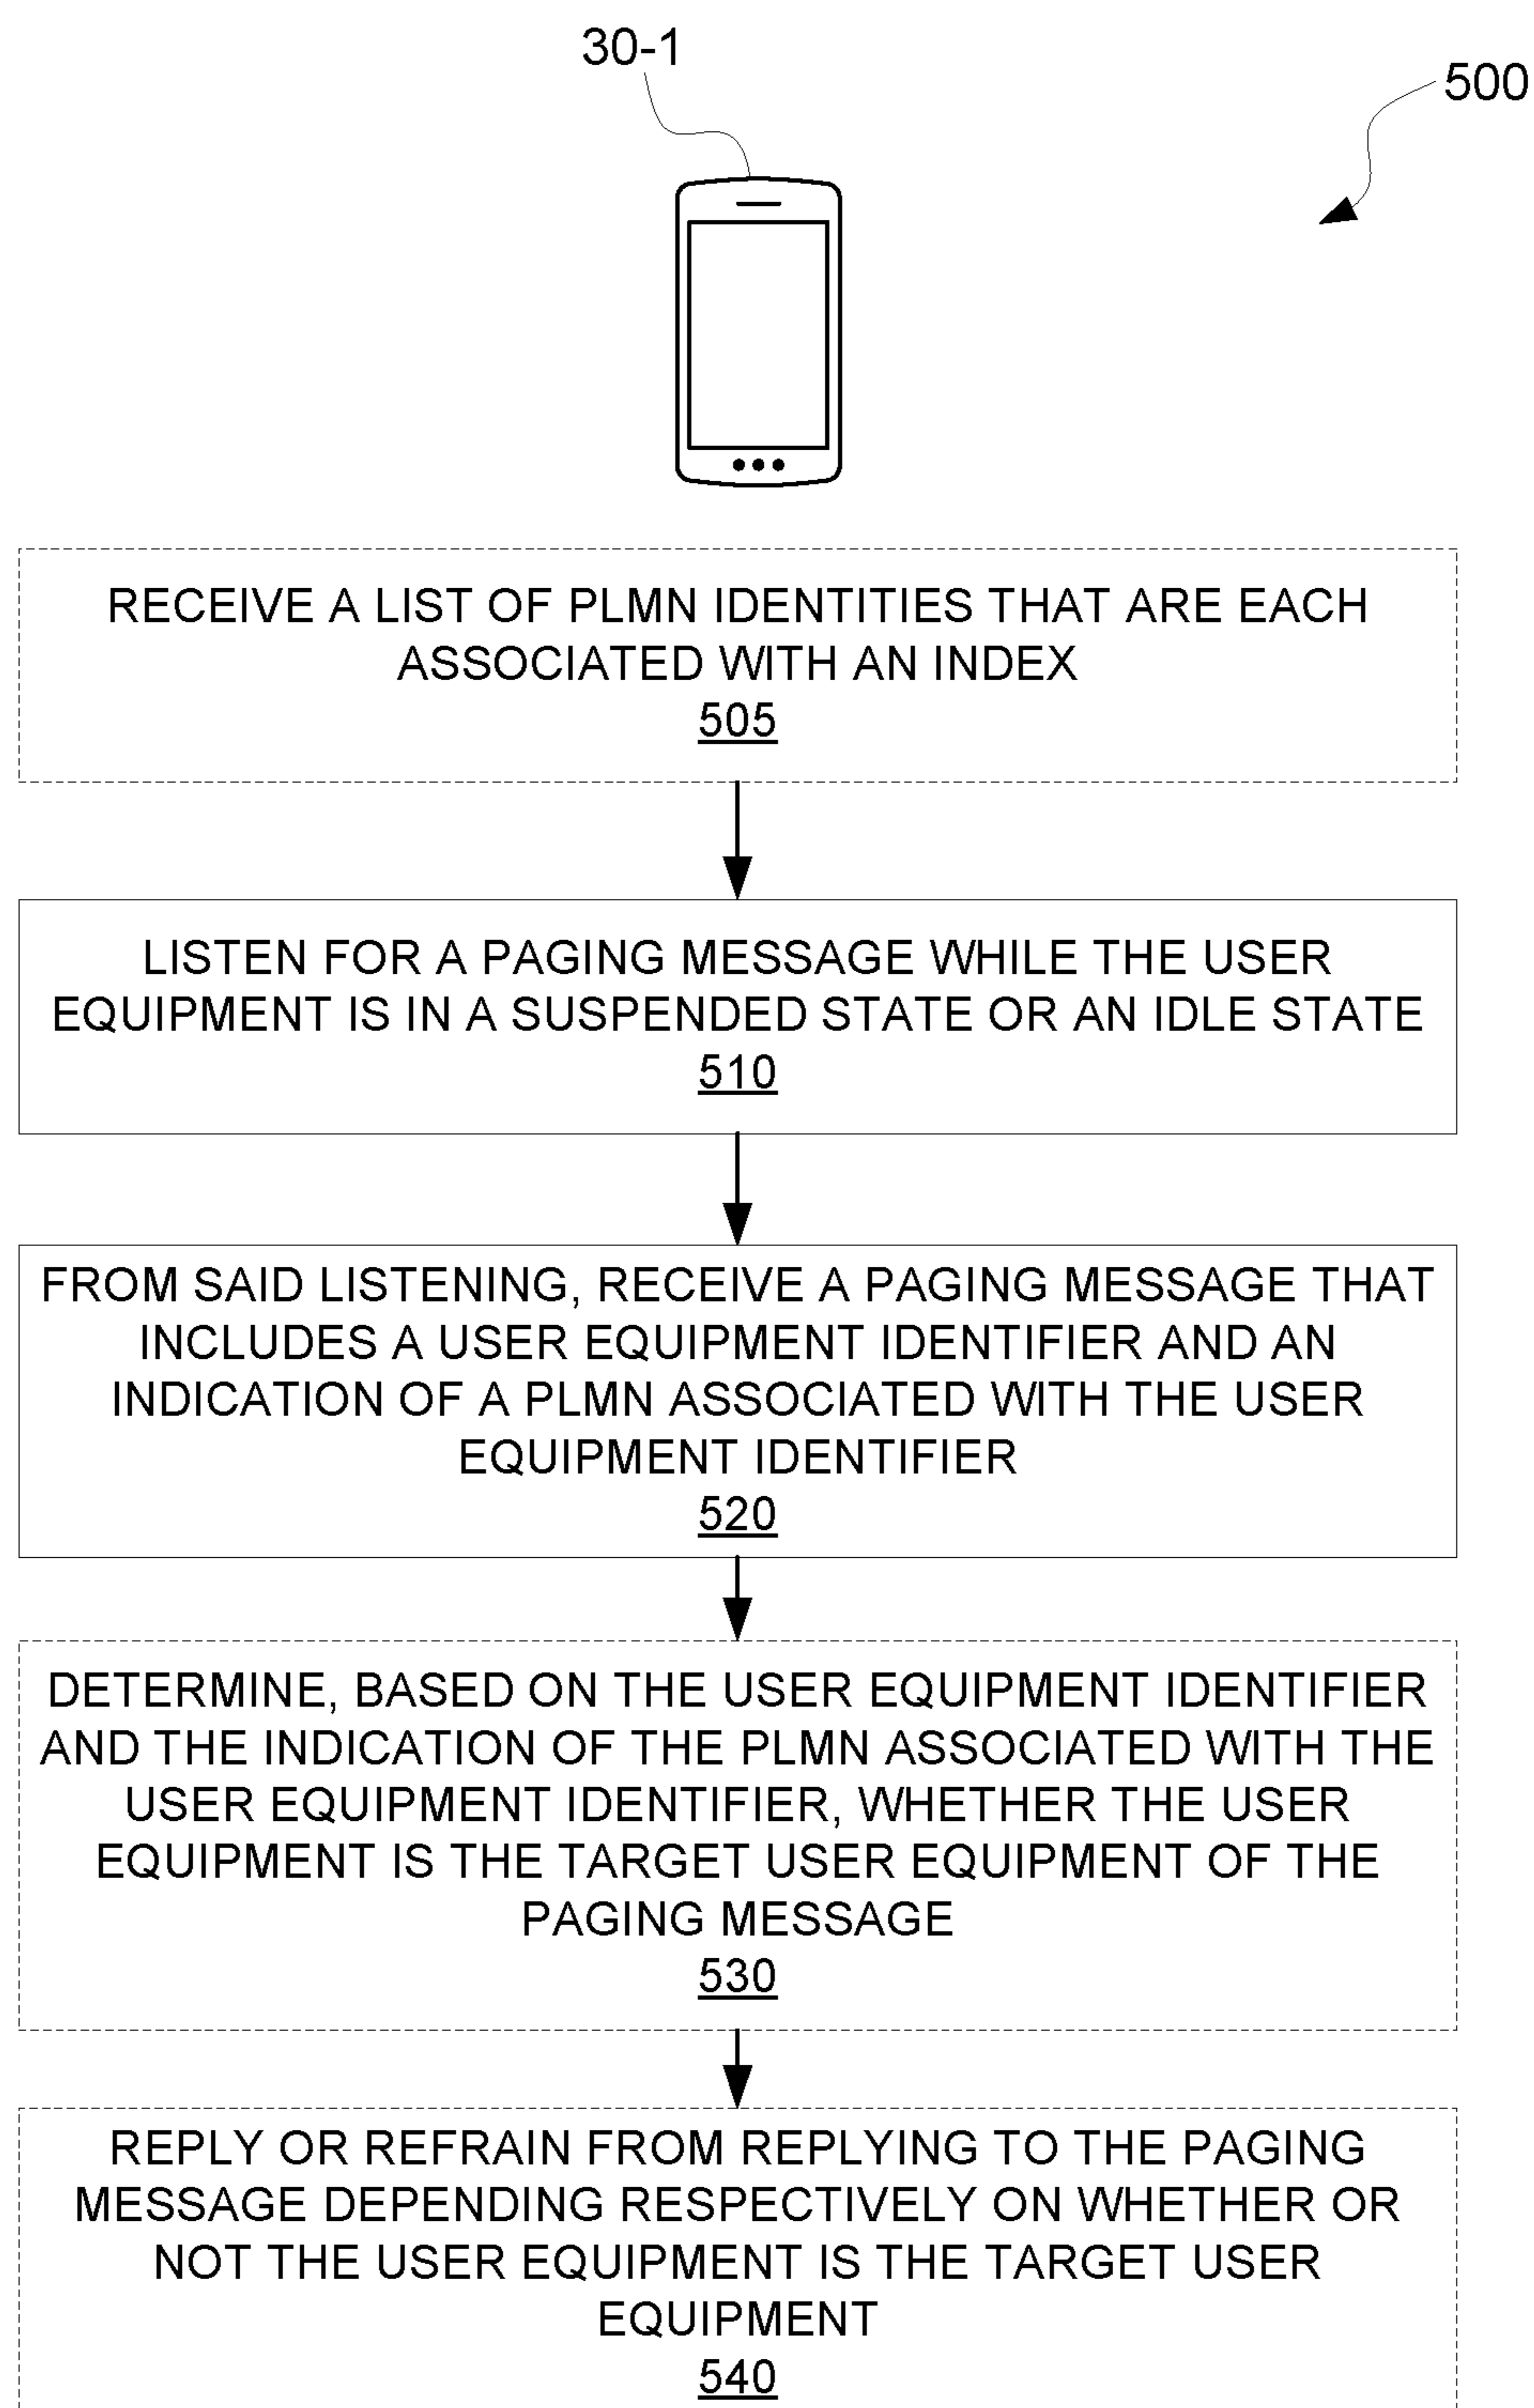 30-1
500
RECEIVE A LIST OF PLMN IDENTITIES THAT ARE EACH
ASSOCIATED WITH AN INDEX
505
LISTEN FOR A PAGING MESSAGE WHILE THE USER
EQUIPMENT IS IN A SUSPENDED STATE OR AN IDLE STATE
510
FROM SAID LISTENING, RECEIVE A PAGING MESSAGE THAT
INCLUDES A USER EQUIPMENT IDENTIFIER AND AN
INDICATION OF A PLMN ASSOCIATED WITH THE USER
EQUIPMENT IDENTIFIER
520
DETERMINE, BASED ON THE USER EQUIPMENT IDENTIFIER
AND THE INDICATION OF THE PLMN ASSOCIATED WITH THE
USER EQUIPMENT IDENTIFIER, WHETHER THE USER
EQUIPMENT IS THE TARGET USER EQUIPMENT OF THE
PAGING MESSAGE
530
REPLY OR REFRAIN FROM REPLYING TO THE PAGING
MESSAGE DEPENDING RESPECTIVELY ON WHETHER OR
NOT THE USER EQUIPMENT IS THE TARGET USER
EQUIPMENT
540